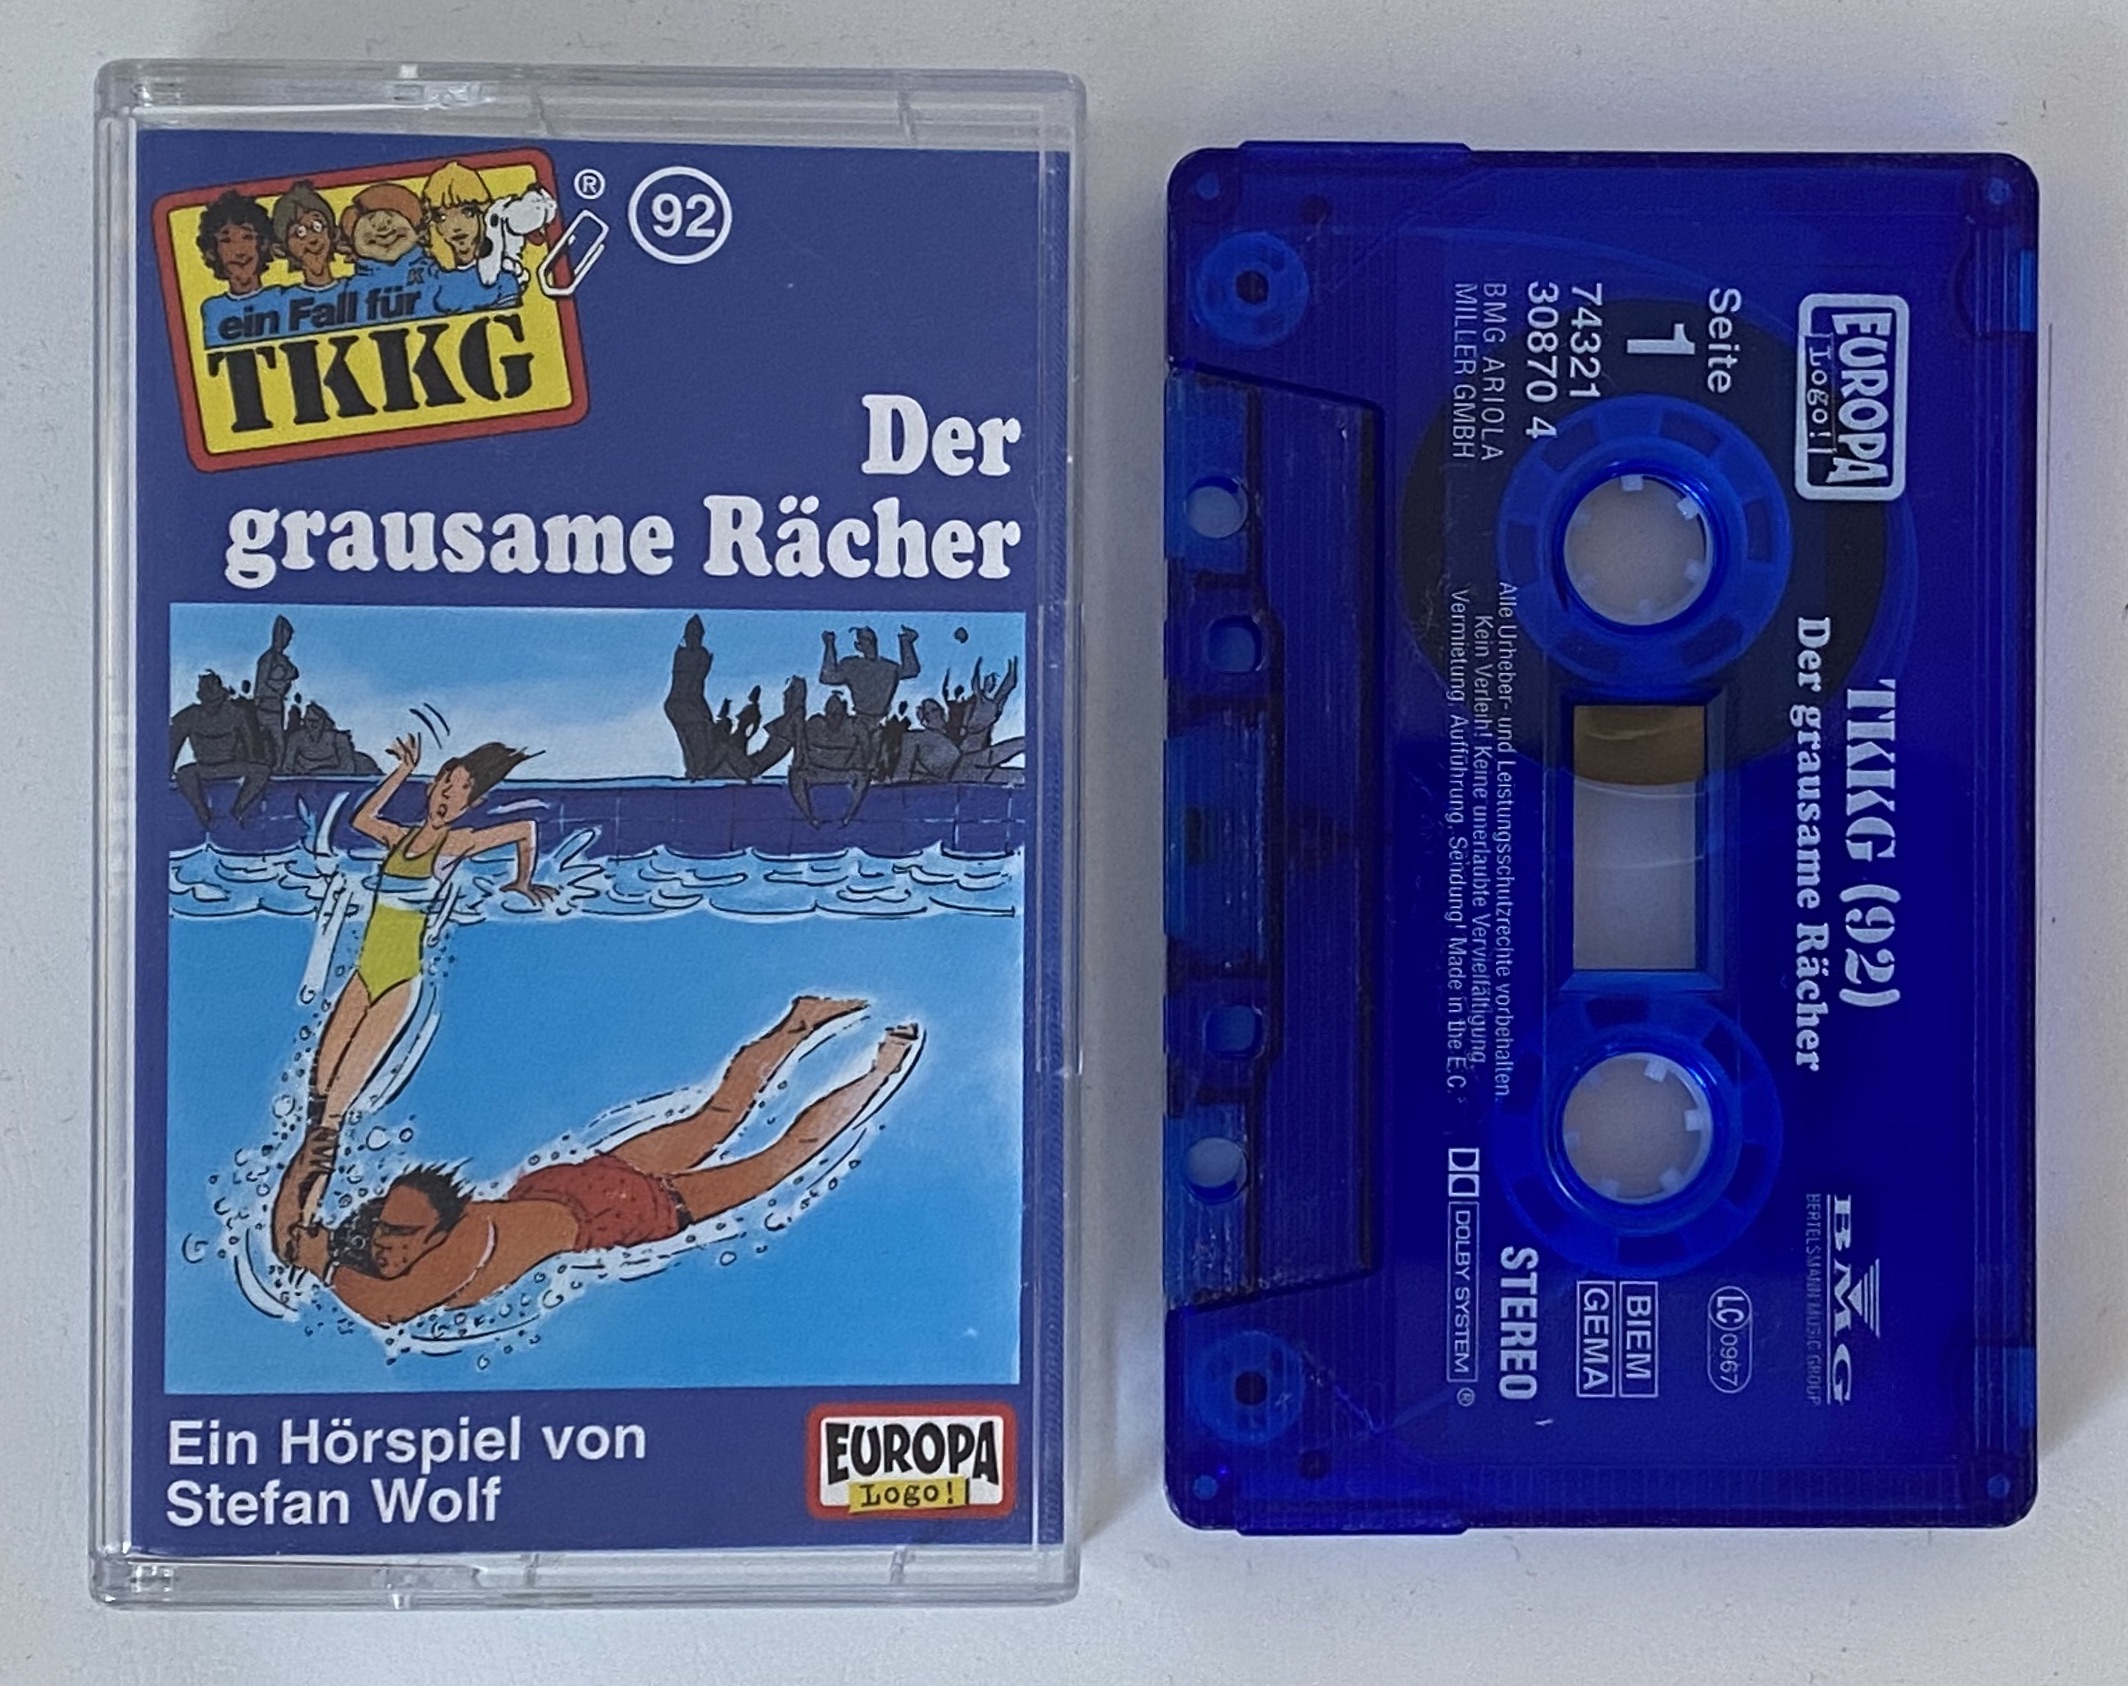 ein Fall für
TKKG
®
92
Der
grausame Rächer
Ein Hörspiel von
Stefan Wolf
EUROPA
Logo!
EUROPA
Logo!
TKKG (92)
Der grausame Rächer
BMG
BERTELSMANN MUSIC GROUP
Seite
1
74321
30870 4
BMG ARIOLA
MILLER GMBH
LC 0967
BIEM
GEMA
STEREO
DOLBY SYSTEM ®
Alle Urheber- und Leistungsschutzrechte vorbehalten.
Kein Verleih! Keine unerlaubte Vervielfältigung,
Vermietung, Aufführung, Sendung! Made in the E.C.